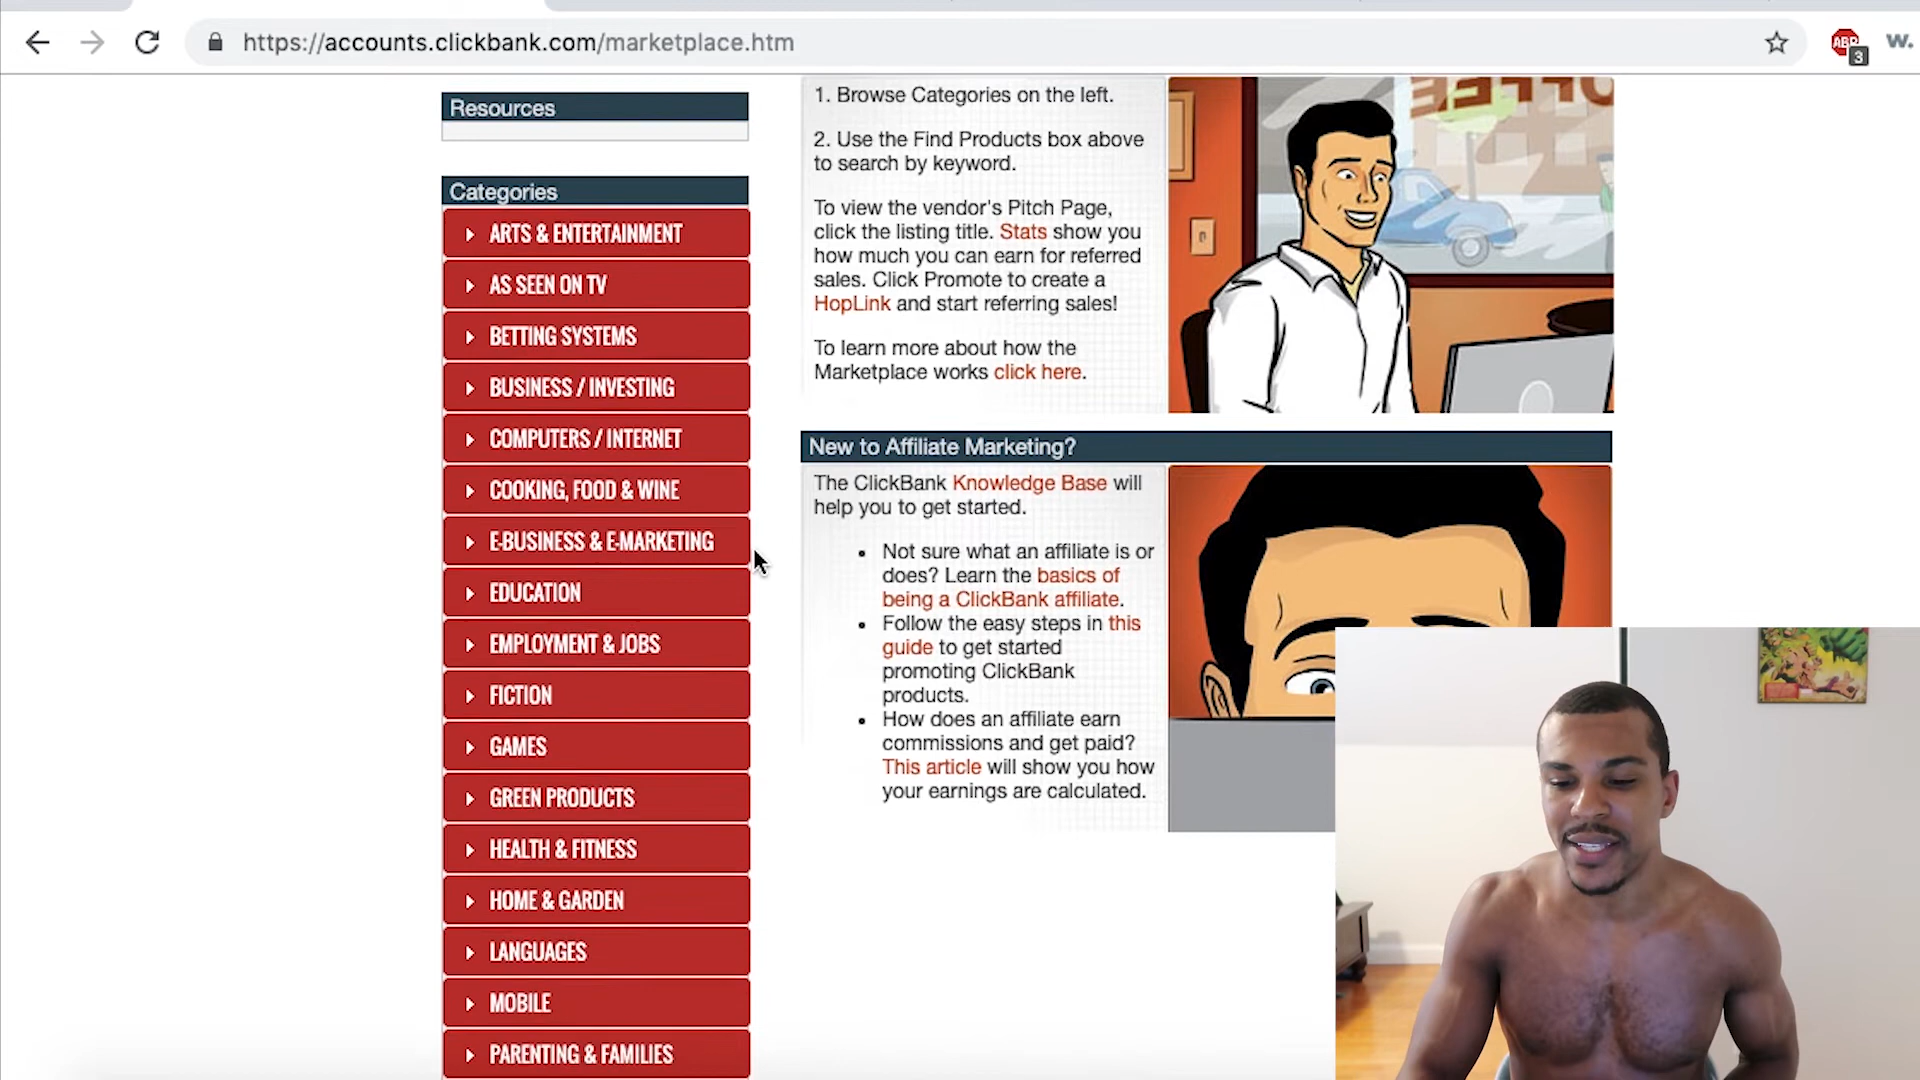 https://accounts.clickbank.com/marketplace.htm
ABP
3
w.
Resources
Categories
ARTS & ENTERTAINMENT
AS SEEN ON TV
BETTING SYSTEMS
BUSINESS / INVESTING
COMPUTERS / INTERNET
COOKING, FOOD & WINE
E-BUSINESS & E-MARKETING
EDUCATION
EMPLOYMENT & JOBS
FICTION
GAMES
GREEN PRODUCTS
HEALTH & FITNESS
HOME & GARDEN
LANGUAGES
MOBILE
PARENTING & FAMILIES
1. Browse Categories on the left.
2. Use the Find Products box above
to search by keyword.
To view the vendor's Pitch Page,
click the listing title. Stats show you
how much you can earn for referred
sales. Click Promote to create a
HopLink and start referring sales!
To learn more about how the
Marketplace works click here.
OFFEE
New to Affiliate Marketing?
The ClickBank Knowledge Base will
help you to get started.
• Not sure what an affiliate is or
does? Learn the basics of
being a ClickBank affiliate.
• Follow the easy steps in this
guide to get started
promoting ClickBank
products.
• How does an affiliate earn
commissions and get paid?
This article will show you how
your earnings are calculated.